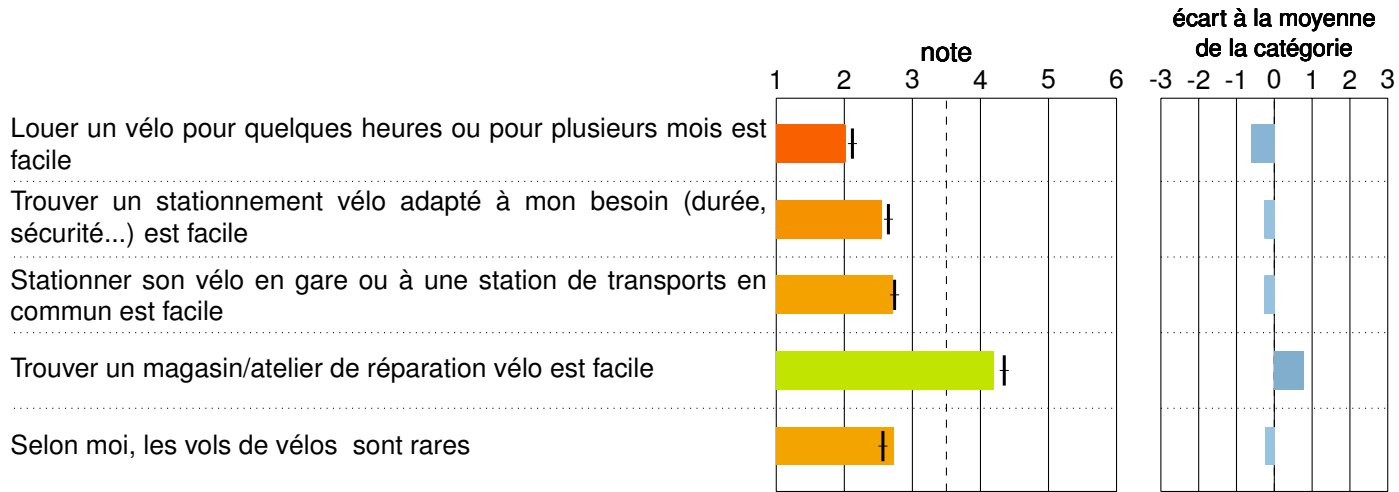 écart à la moyenne
de la catégorie
note
1 2 3 4 5 6
-3 -2 -1 0 1 2 3
Louer un vélo pour quelques heures ou pour plusieurs mois est
facile
Trouver un stationnement vélo adapté à mon besoin (durée,
sécurité...) est facile
Stationner son vélo en gare ou à une station de transports en
commun est facile
Trouver un magasin/atelier de réparation vélo est facile
Selon moi, les vols de vélos sont rares